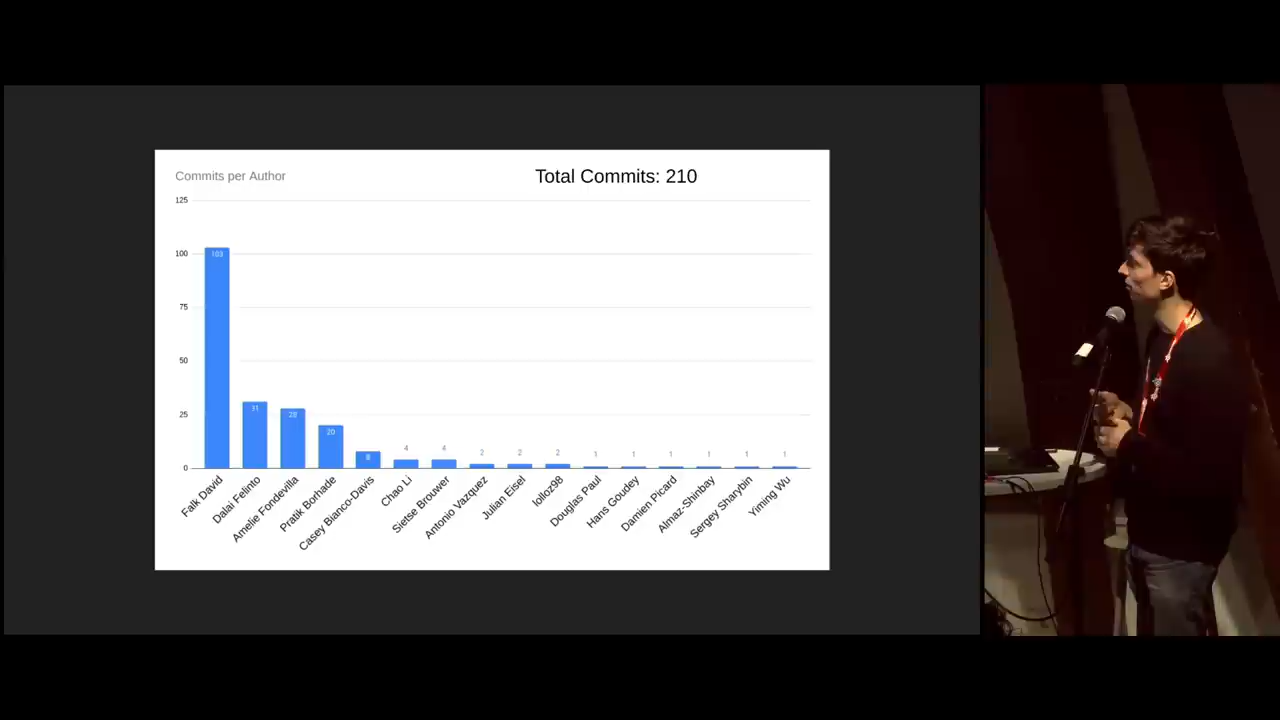 Commits per Author
Total Commits: 210
125
100
75
50
25
0
103
31
28
20
8
4
4
2
2
2
1
1
1
1
1
1
Falk David
Dalai Felinto
Amelie Fondevilla
Pratik Borhade
Casey Bianco-Davis
Chao Li
Sietse Brouwer
Antonio Vazquez
Julian Eisel
lolloz98
Douglas Paul
Hans Goudey
Damien Picard
Almaz-Shinbay
Sergey Sharybin
Yiming Wu